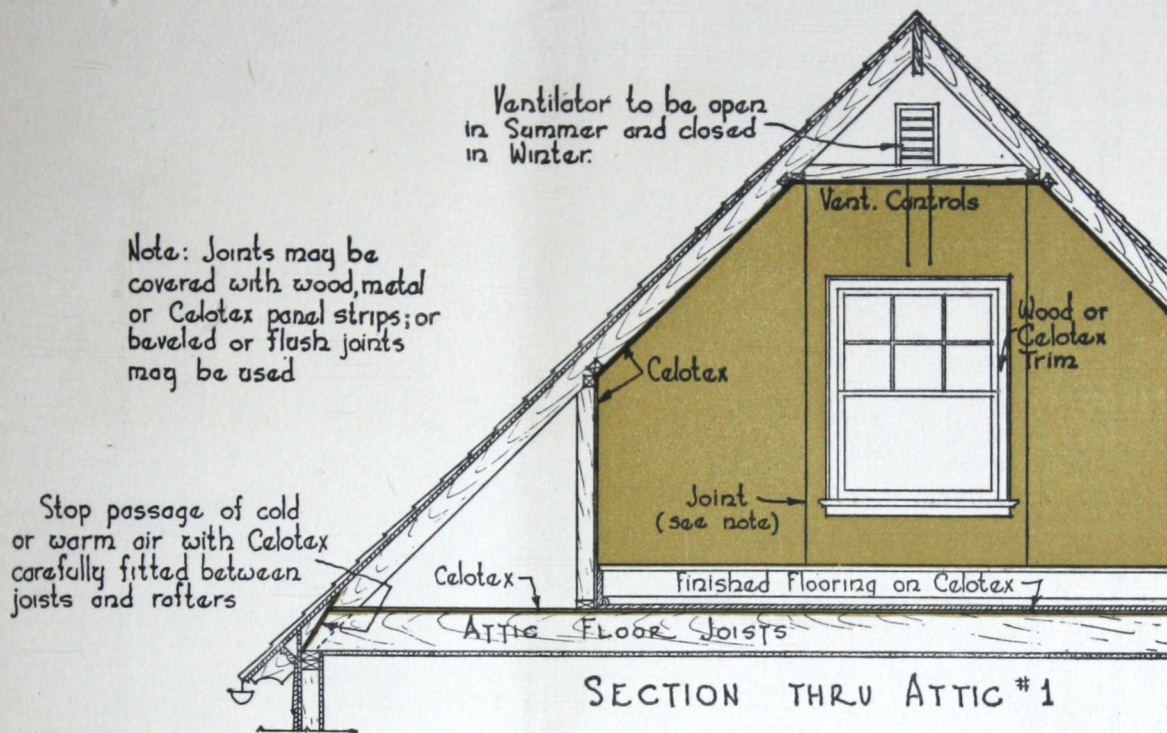 Ventilator to be open
in Summer and closed
in Winter.
Vent. Controls
Note: Joints may be
covered with wood, metal
or Celotex panel strips; or
beveled or flush joints
may be used
Wood or
Celotex
Trim
Celotex
Joint
(see note)
Stop passage of cold
or warm air with Celotex
carefully fitted between
joists and rafters
Celotex
Finished Flooring on Celotex
ATTIC FLOOR JOISTS
SECTION THRU ATTIC #1